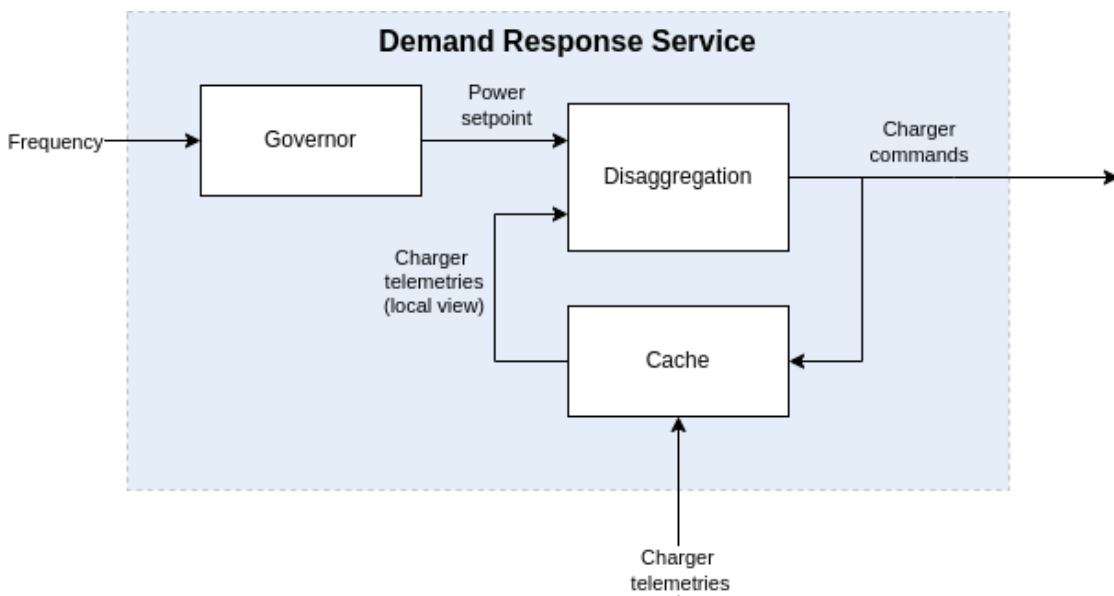 Demand Response Service
Power
setpoint
Frequency
Governor
Disaggregation
Charger
commands
Charger
telemetries
(local view)
Cache
Charger
telemetries